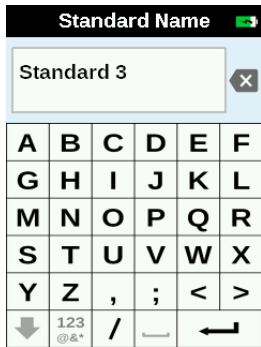 Standard Name
Standard 3
A B C D E F
G H I J K L
M N O P Q R
S T U V W X
Y Z , ; < >
123 / 
@&*